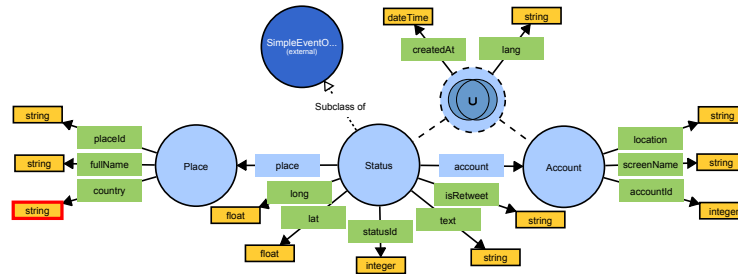 dateTime
string
SimpleEventO...
(external)
createdAt
lang
∪
Subclass of
string
string
placeId
location
string
fullName
Place
place
Status
account
Account
screenName
string
string
country
long
isRetweet
accountId
string
float
lat
text
string
integer
statusId
float
string
integer